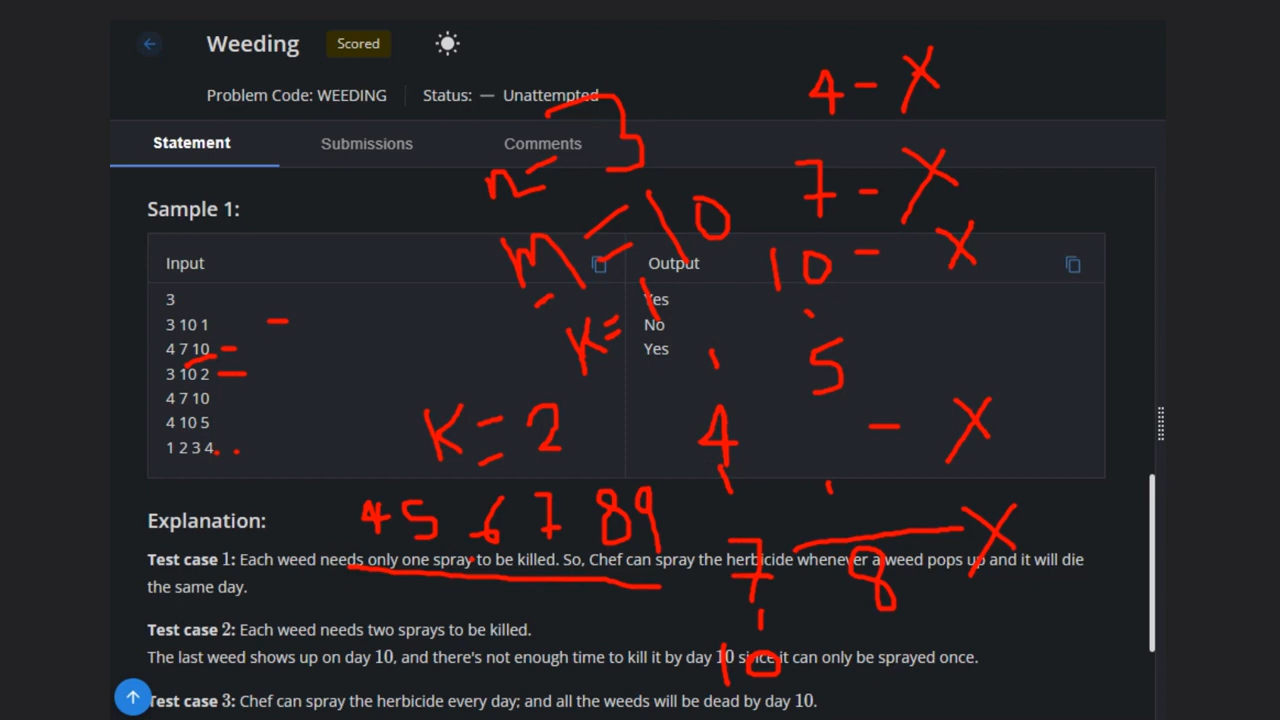 Weeding Scored
Problem Code: WEEDING Status: — Unattempted
Statement Submissions Comments
Sample 1:
Input
3
3 10 1
4 7 10
3 10 2
4 7 10
4 10 5
1 2 3 4
Output
Yes
No
Yes
n = 3
m = 10
K = 1
4 - X
7 - X
10 - X
K = 2
4 5 - X
7 8 X
10
4 5 6 7 8 9
Explanation:
Test case 1: Each weed needs only one spray to be killed. So, Chef can spray the herbicide whenever a weed pops up and it will die
the same day.
Test case 2: Each weed needs two sprays to be killed.
The last weed shows up on day 10, and there's not enough time to kill it by day 10 since it can only be sprayed once.
Test case 3: Chef can spray the herbicide every day; and all the weeds will be dead by day 10.